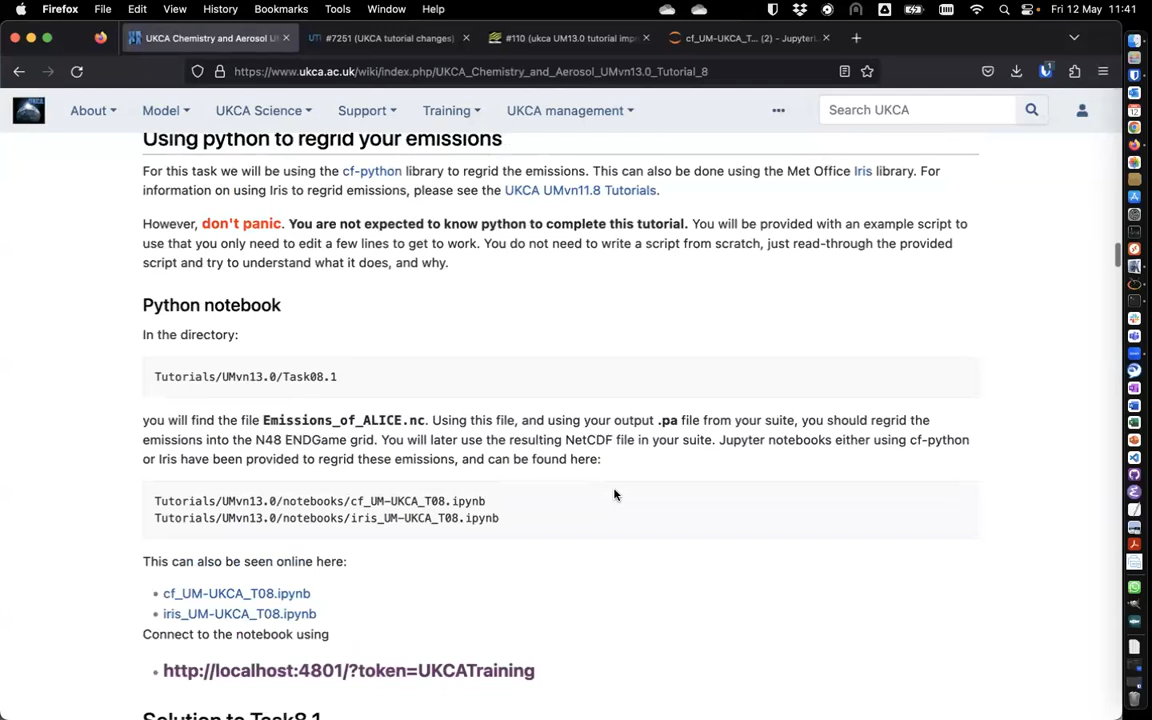 Firefox File Edit View History Bookmarks Tools Window Help Fri 12 May 11:41
UKCA Chemistry and Aerosol U
#7251 (UKCA tutorial changes)
#110 (ukca UM13.0 tutorial imp
cf_UM-UKCA_T... (2) - Jupyter
https://www.ukca.ac.uk/wiki/index.php/UKCA_Chemistry_and_Aerosol_UMvn13.0_Tutorial_8
About Model UKCA Science Support Training UKCA management ••• Search UKCA
Using python to regrid your emissions
For this task we will be using the cf-python library to regrid the emissions. This can also be done using the Met Office Iris library. For
information on using Iris to regrid emissions, please see the UKCA UMvn11.8 Tutorials.
However, don't panic. You are not expected to know python to complete this tutorial. You will be provided with an example script to
use that you only need to edit a few lines to get to work. You do not need to write a script from scratch, just read-through the provided
script and try to understand what it does, and why.
Python notebook
In the directory:
Tutorials/UMvn13.0/Task08.1
you will find the file Emissions_of_ALICE.nc. Using this file, and using your output .pa file from your suite, you should regrid the
emissions into the N48 ENDGame grid. You will later use the resulting NetCDF file in your suite. Jupyter notebooks either using cf-python
or Iris have been provided to regrid these emissions, and can be found here:
Tutorials/UMvn13.0/notebooks/cf_UM-UKCA_T08.ipynb
Tutorials/UMvn13.0/notebooks/iris_UM-UKCA_T08.ipynb
This can also be seen online here:
• cf_UM-UKCA_T08.ipynb
• iris_UM-UKCA_T08.ipynb
Connect to the notebook using
• http://localhost:4801/?token=UKCATraining
Solution to Task8.1